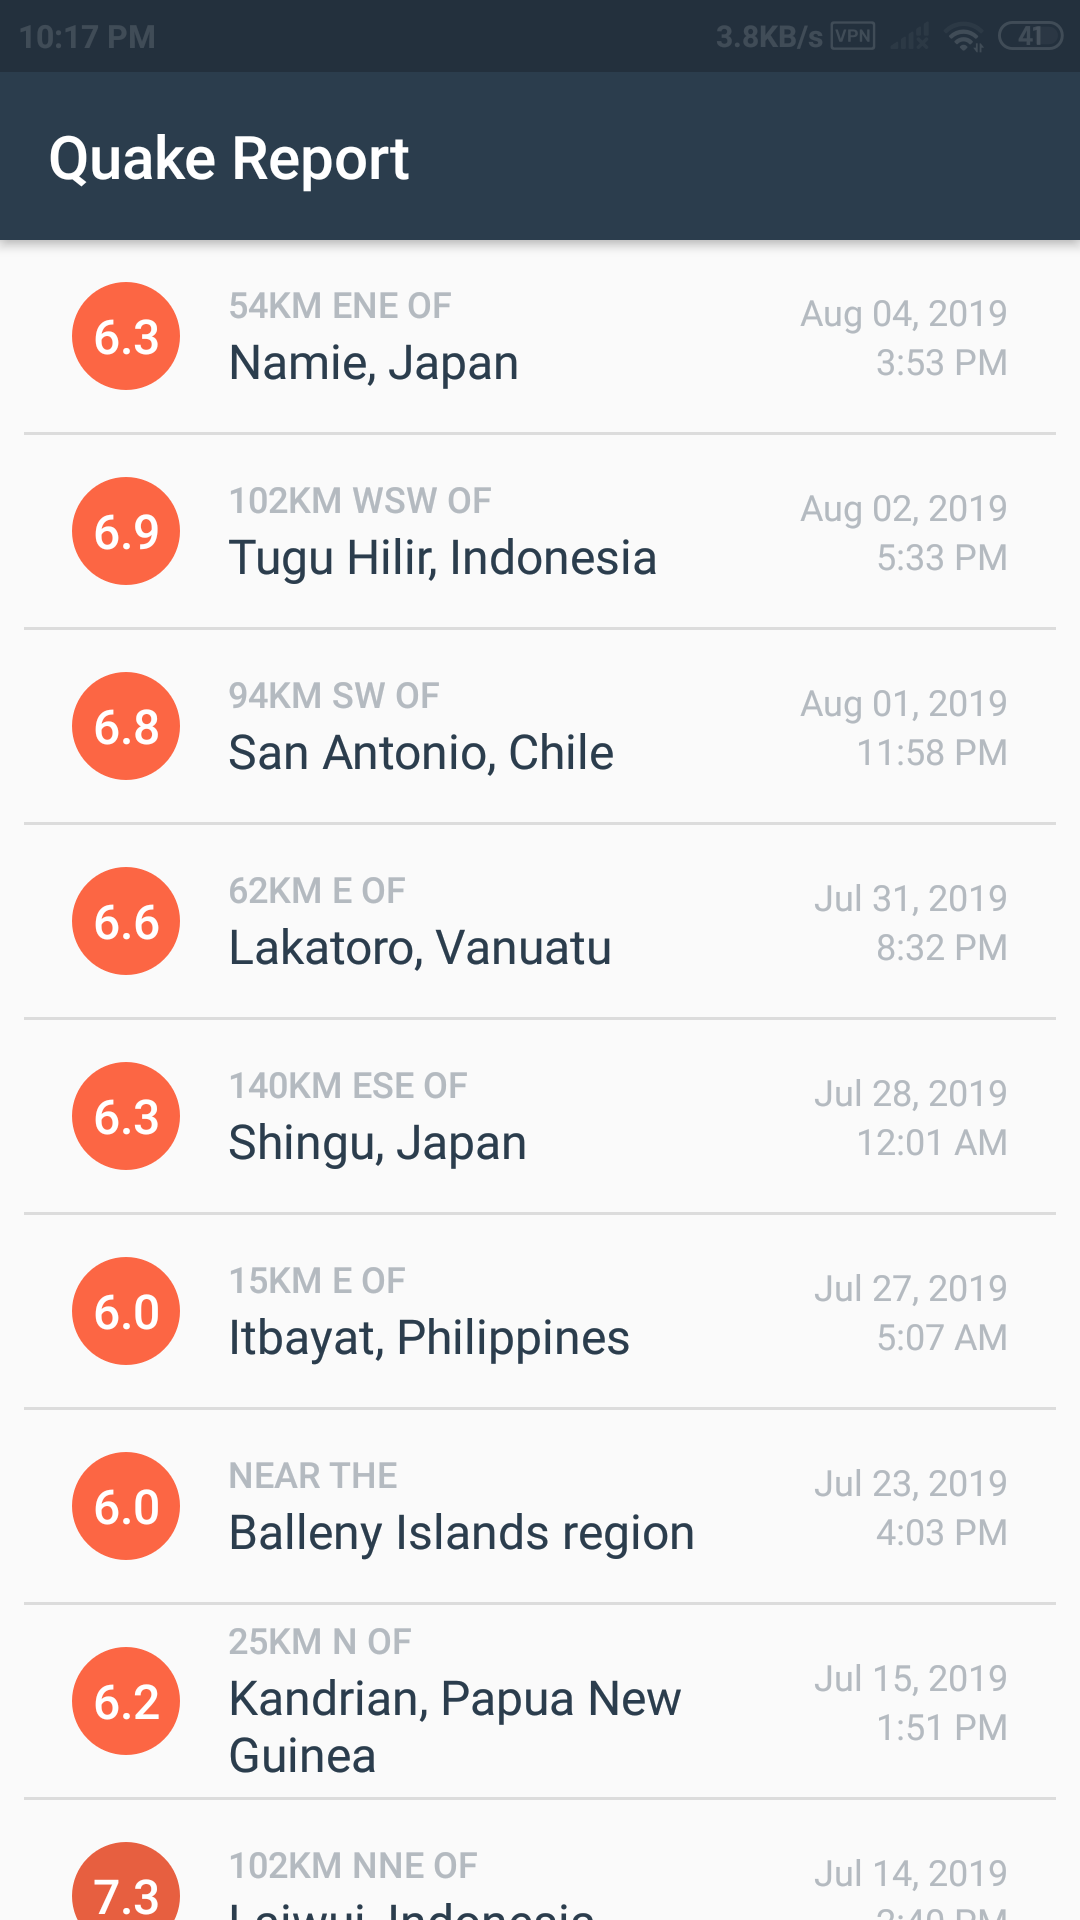 10:17 PM 3.8KB/s VPN 41
Quake Report
6.3
54KM ENE OF
Namie, Japan
Aug 04, 2019
3:53 PM
6.9
102KM WSW OF
Tugu Hilir, Indonesia
Aug 02, 2019
5:33 PM
6.8
94KM SW OF
San Antonio, Chile
Aug 01, 2019
11:58 PM
6.6
62KM E OF
Lakatoro, Vanuatu
Jul 31, 2019
8:32 PM
6.3
140KM ESE OF
Shingu, Japan
Jul 28, 2019
12:01 AM
6.0
15KM E OF
Itbayat, Philippines
Jul 27, 2019
5:07 AM
6.0
NEAR THE
Balleny Islands region
Jul 23, 2019
4:03 PM
6.2
25KM N OF
Kandrian, Papua New
Guinea
Jul 15, 2019
1:51 PM
7.3
102KM NNE OF
Laiwui, Indonesia
Jul 14, 2019
PM